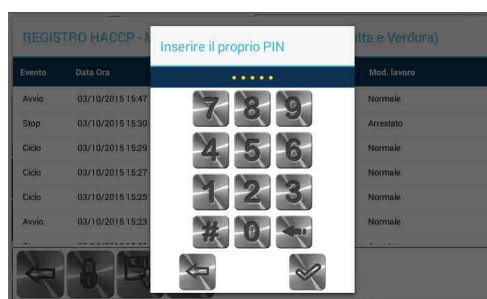 REGISTRO HACCP - M
tta e Verdura)
Inserire il proprio PIN
Evento Data Ora Mod. lavoro
Avvio 03/10/2015 15:47 Normale
Stop 03/10/2015 15:30 Arrestato
Ciclo 03/10/2015 15:29 Normale
Ciclo 03/10/2015 15:27 Normale
Ciclo 03/10/2015 15:25 Normale
Avvio 03/10/2015 15:23 Normale
7 8 9
4 5 6
1 2 3
# 0